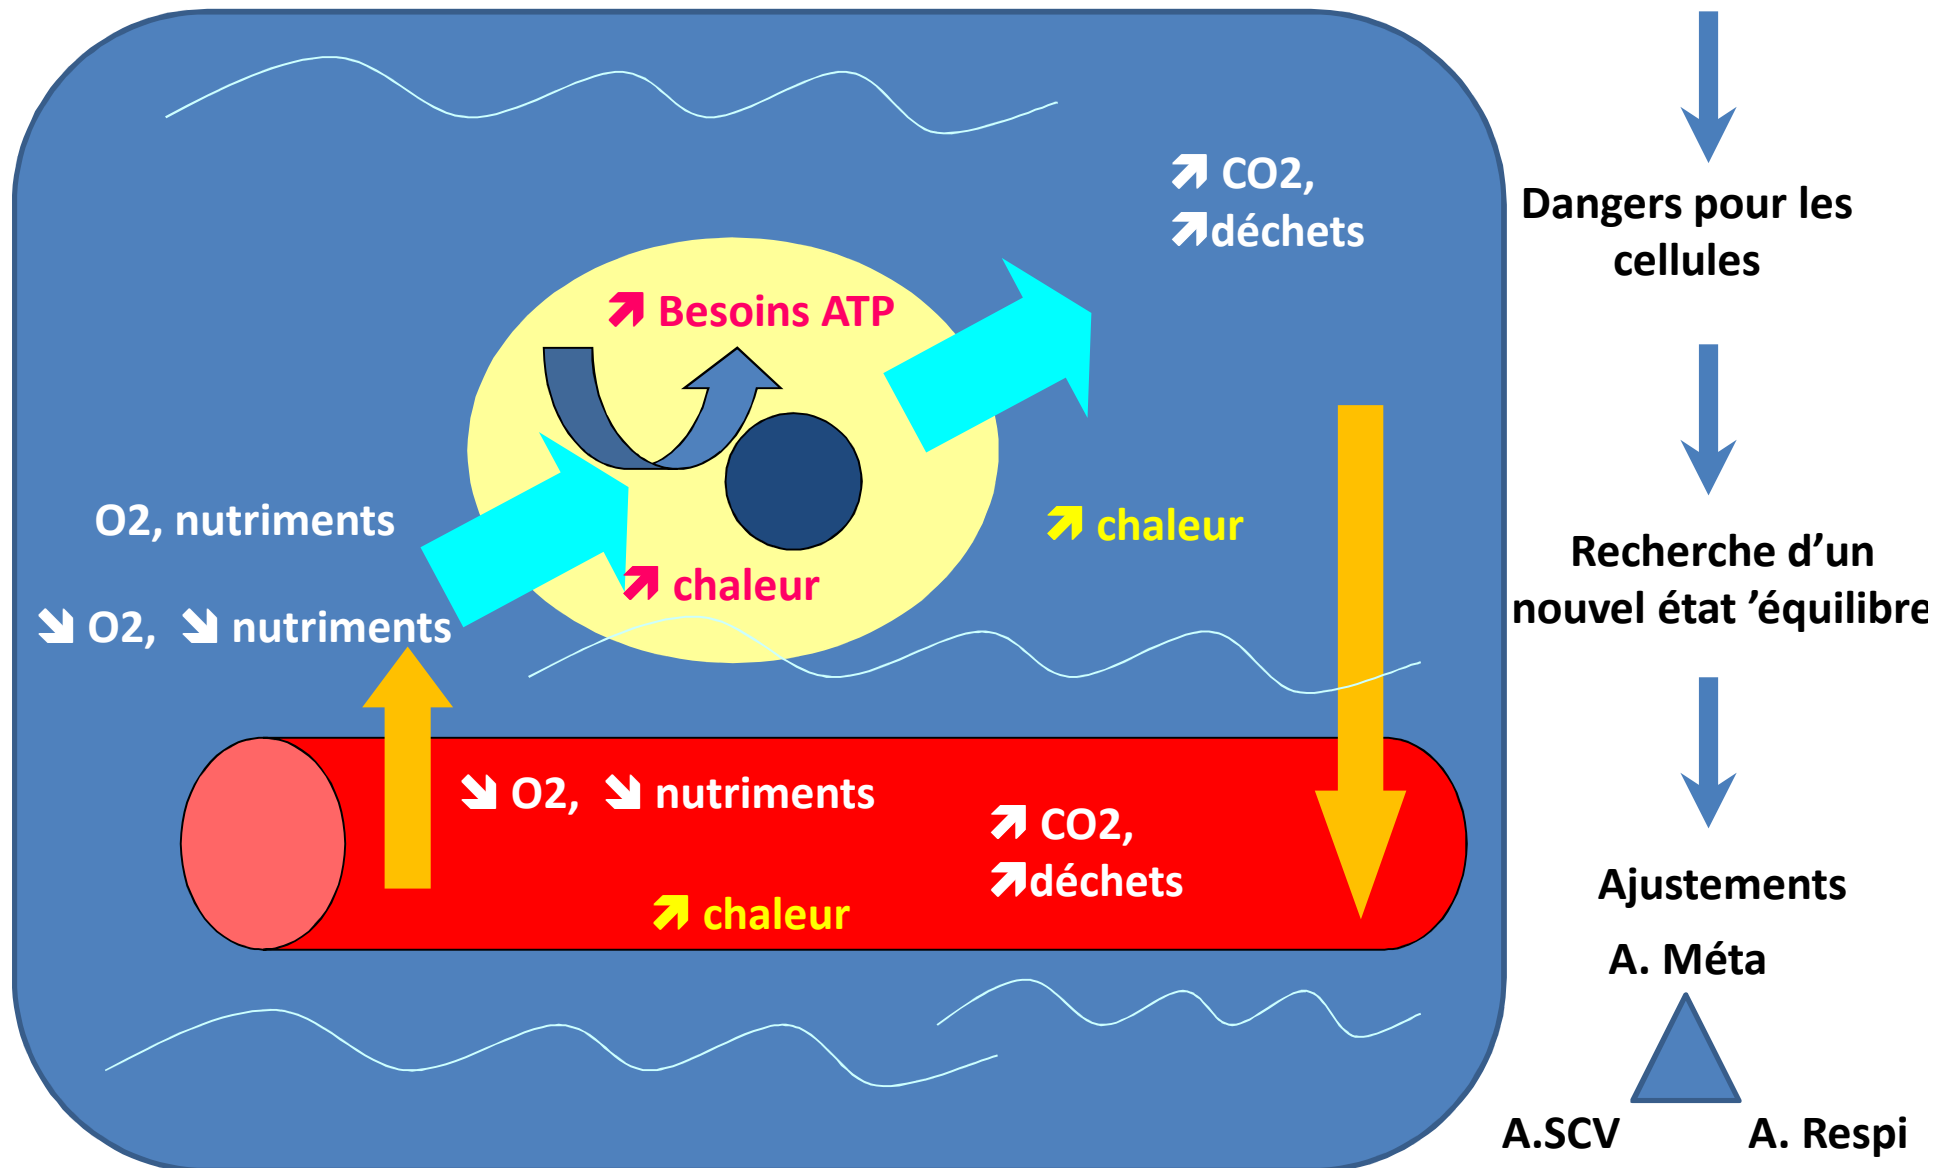 ↗ CO2,
↗déchets
↗ Besoins ATP
O2, nutriments
↗ chaleur
↗ chaleur
↘ O2, ↘ nutriments
↘ O2, ↘ nutriments
↗ CO2,
↗déchets
↗ chaleur
Dangers pour les
cellules
Recherche d’un
nouvel état ’équilibre
Ajustements
A. Méta
A.SCV
A. Respi